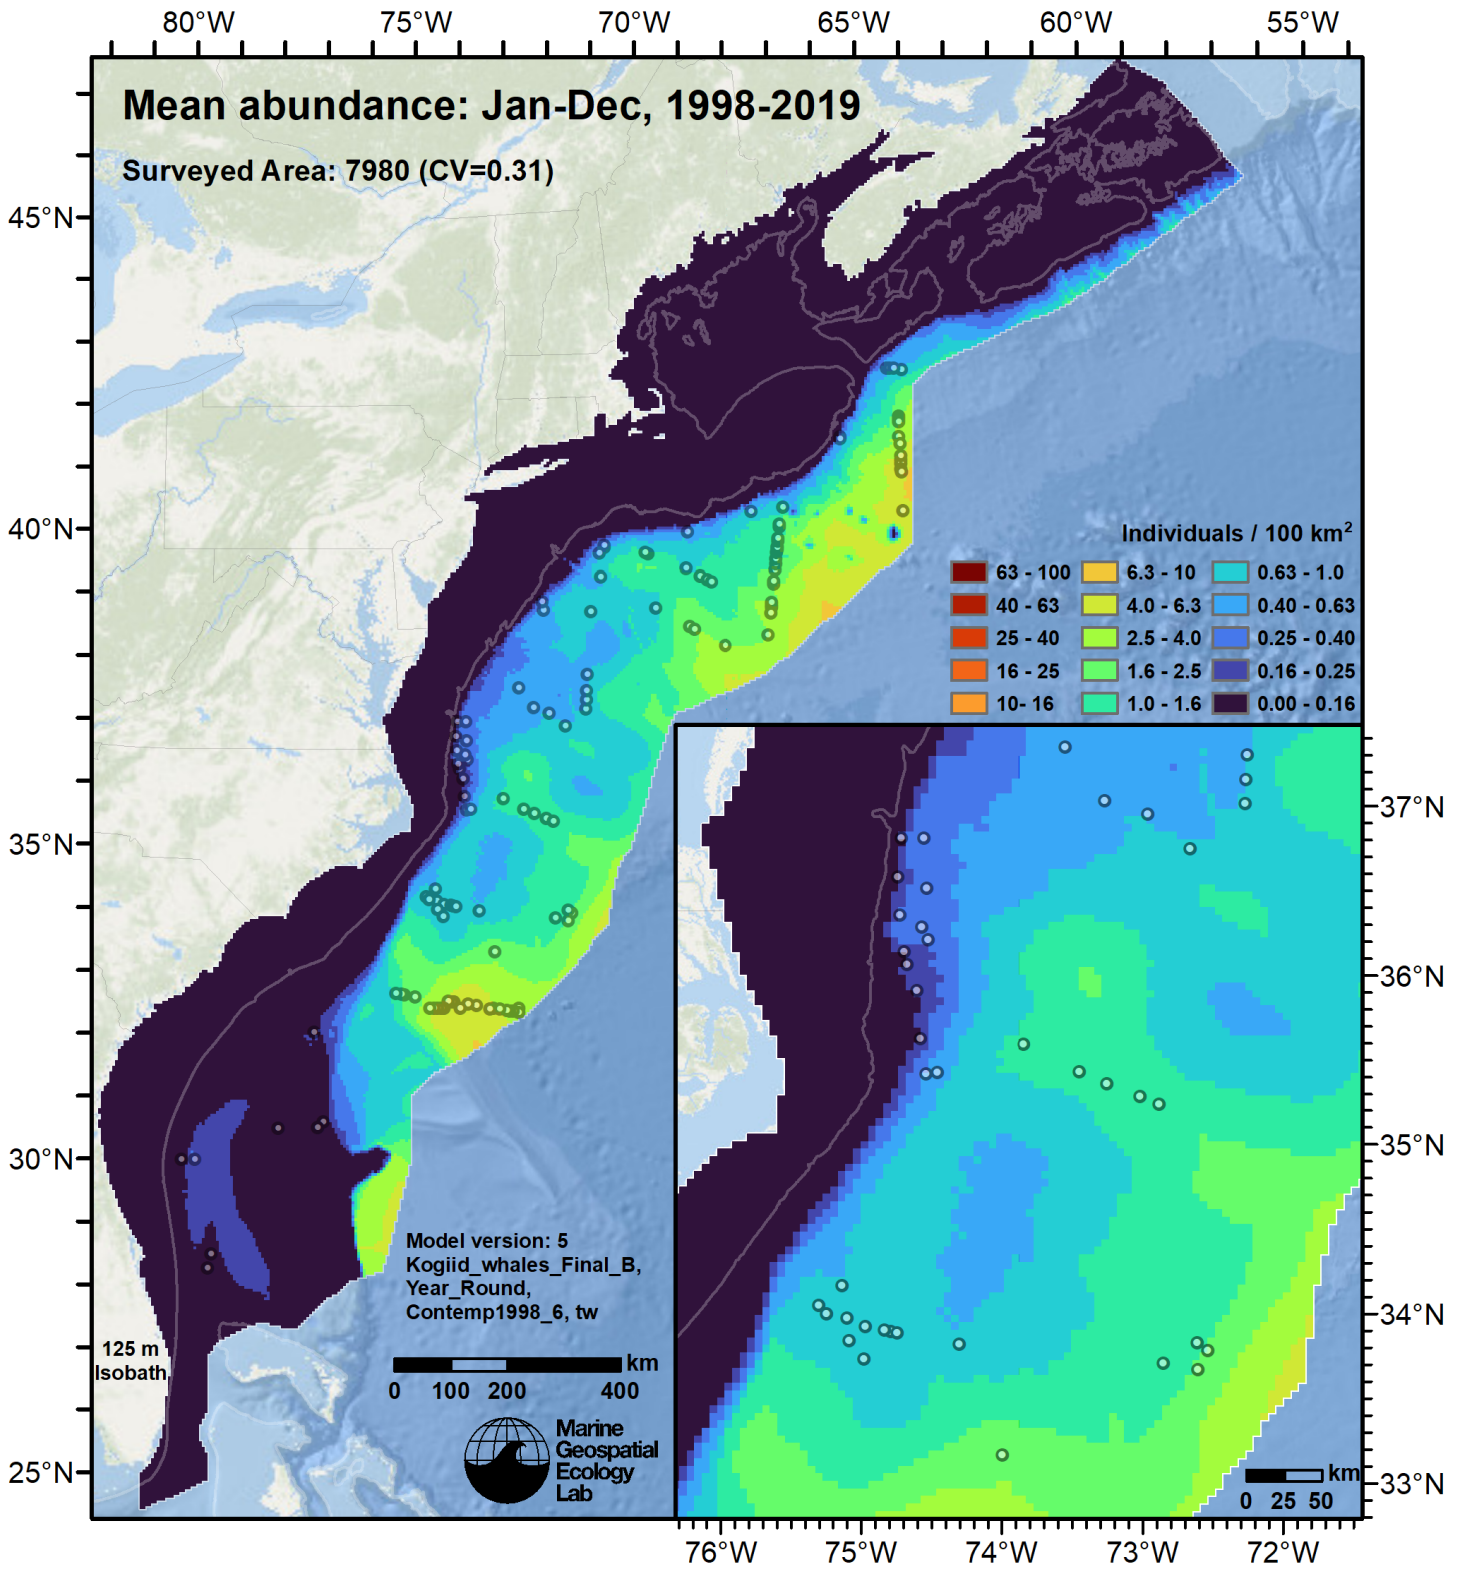 80°W 75°W 70°W 65°W 60°W 55°W
Mean abundance: Jan-Dec, 1998-2019
Surveyed Area: 7980 (CV=0.31)
45°N
40°N
35°N
30°N
25°N
Individuals / 100 km²
63 - 100 6.3 - 10 0.63 - 1.0
40 - 63 4.0 - 6.3 0.40 - 0.63
25 - 40 2.5 - 4.0 0.25 - 0.40
16 - 25 1.6 - 2.5 0.16 - 0.25
10- 16 1.0 - 1.6 0.00 - 0.16
37°N
36°N
35°N
34°N
33°N
Model version: 5
Kogiid_whales_Final_B,
Year_Round,
Contemp1998_6, tw
125 m
Isobath
km
0 100 200 400
Marine
Geospatial
Ecology
Lab
km
0 25 50
76°W 75°W 74°W 73°W 72°W